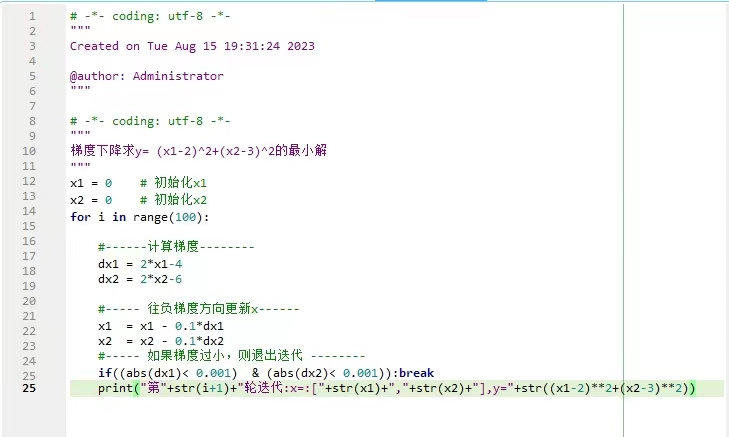 1 # -*- coding: utf-8 -*-
2 """
3 Created on Tue Aug 15 19:31:24 2023
4
5 @author: Administrator
6 """
7
8 # -*- coding: utf-8 -*-
9 """
10 梯度下降求y= (x1-2)^2+(x2-3)^2的最小解
11 """
12 x1 = 0    # 初始化x1
13 x2 = 0    # 初始化x2
14 for i in range(100):
15
16     #------计算梯度--------
17     dx1 = 2*x1-4
18     dx2 = 2*x2-6
19
20     #----- 往负梯度方向更新x------
21     x1  = x1 - 0.1*dx1
22     x2  = x2 - 0.1*dx2
23     #----- 如果梯度过小，则退出迭代 --------
24     if((abs(dx1)< 0.001)  & (abs(dx2)< 0.001)):break
25     print("第"+str(i+1)+"轮迭代:x=:["+str(x1)+","+str(x2)+"],y="+str((x1-2)**2+(x2-3)**2))